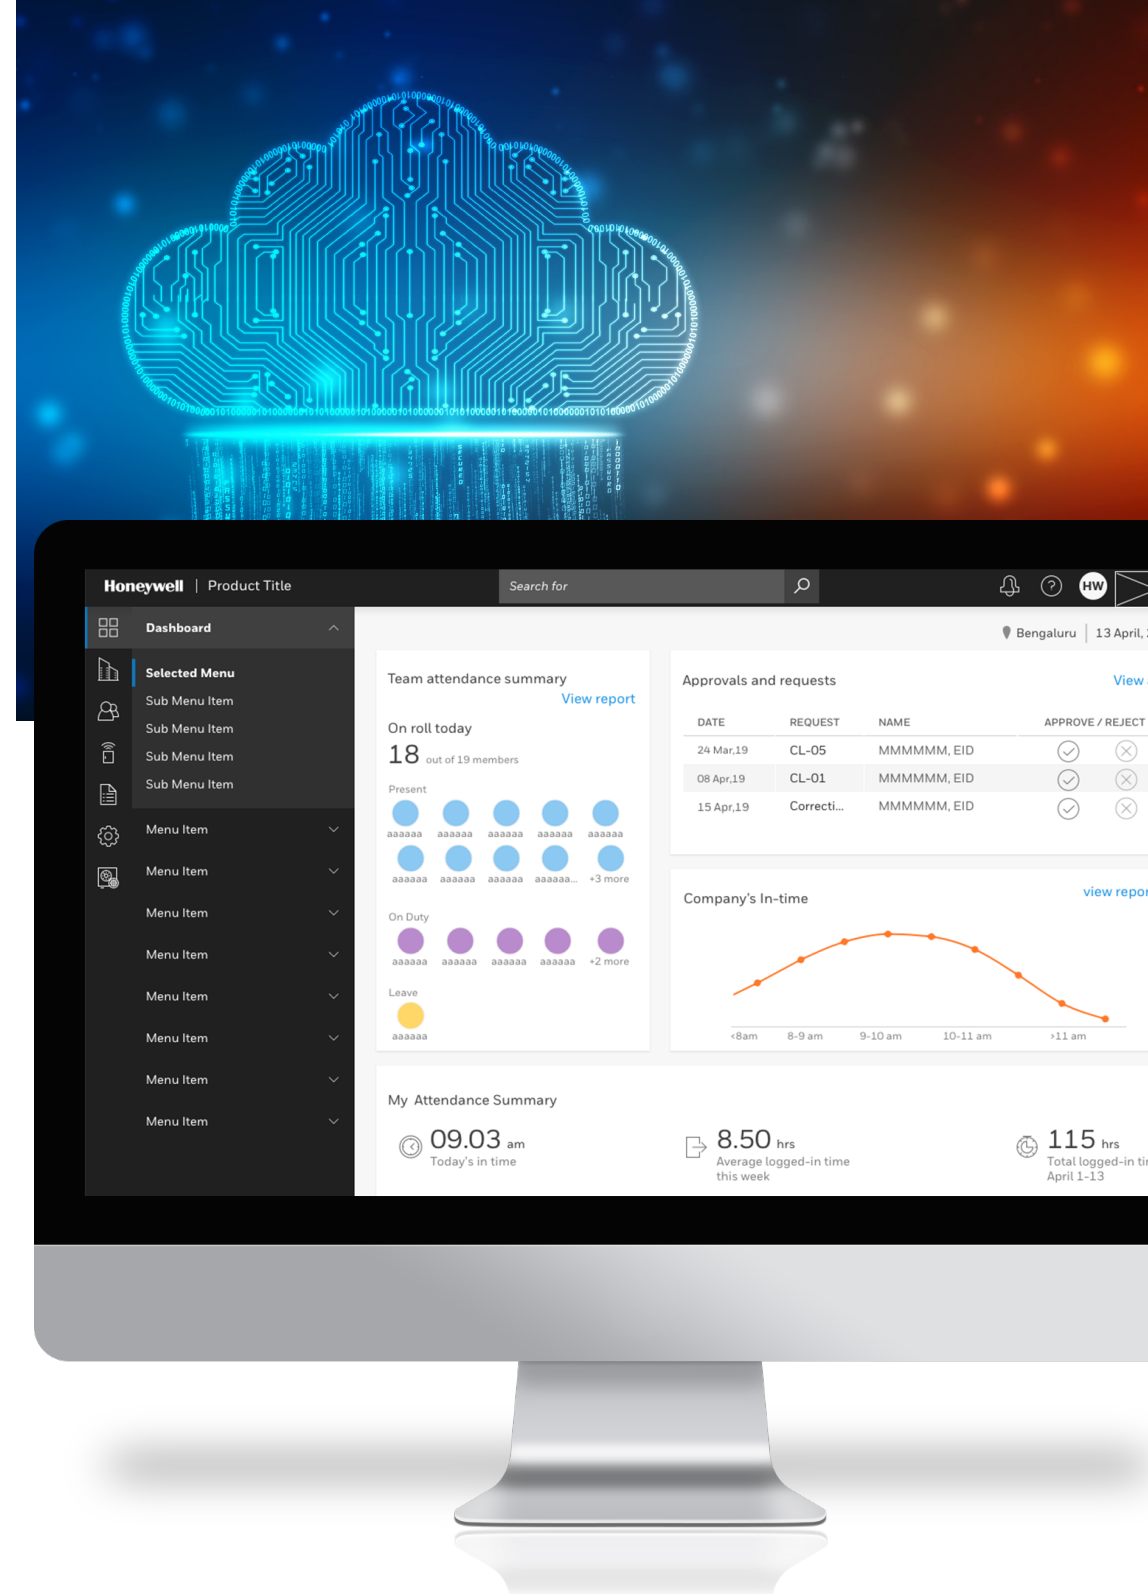 Honeywell | Product Title
Search for
HW
Dashboard
Selected Menu
Sub Menu Item
Sub Menu Item
Sub Menu Item
Sub Menu Item
Menu Item
Menu Item
Menu Item
Menu Item
Menu Item
Menu Item
Menu Item
Menu Item
Bengaluru | 13 April,
Team attendance summary
View report
On roll today
18 out of 19 members
Present
aaaaaa aaaaaa aaaaaa aaaaaa aaaaaa
aaaaaa aaaaaa aaaaaa aaaaaa... +3 more
On Duty
aaaaaa aaaaaa aaaaaa aaaaaa +2 more
Leave
aaaaaa
Approvals and requests
View
DATE REQUEST NAME APPROVE / REJECT
24 Mar,19 CL-05 MMMMMM, EID
08 Apr,19 CL-01 MMMMMM, EID
15 Apr,19 Correcti... MMMMMM, EID
Company's In-time
view repor
<8am 8-9 am 9-10 am 10-11 am >11 am
My Attendance Summary
09.03 am
Today's in time
8.50 hrs
Average logged-in time
this week
115 hrs
Total logged-in ti
April 1-13